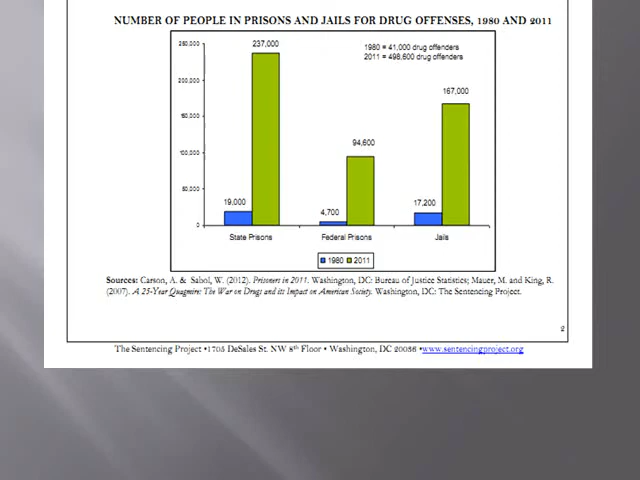 NUMBER OF PEOPLE IN PRISONS AND JAILS FOR DRUG OFFENSES, 1980 AND 2011
250,000
237,000
1980 = 41,000 drug offenders
2011 = 498,600 drug offenders
200,000
167,000
150,000
94,600
100,000
50,000
19,000
4,700
17,200
0
State Prisons
Federal Prisons
Jails
1980
2011
Sources: Carson, A. & Sabol, W. (2012). Prisoners in 2011. Washington, DC: Bureau of Justice Statistics; Mauer, M. and King, R.
(2007). A 25-Year Quagmire: The War on Drugs and its Impact on American Society. Washington, DC: The Sentencing Project.
2
The Sentencing Project •1705 DeSales St. NW 8th Floor • Washington, DC 20036 •www.sentencingproject.org